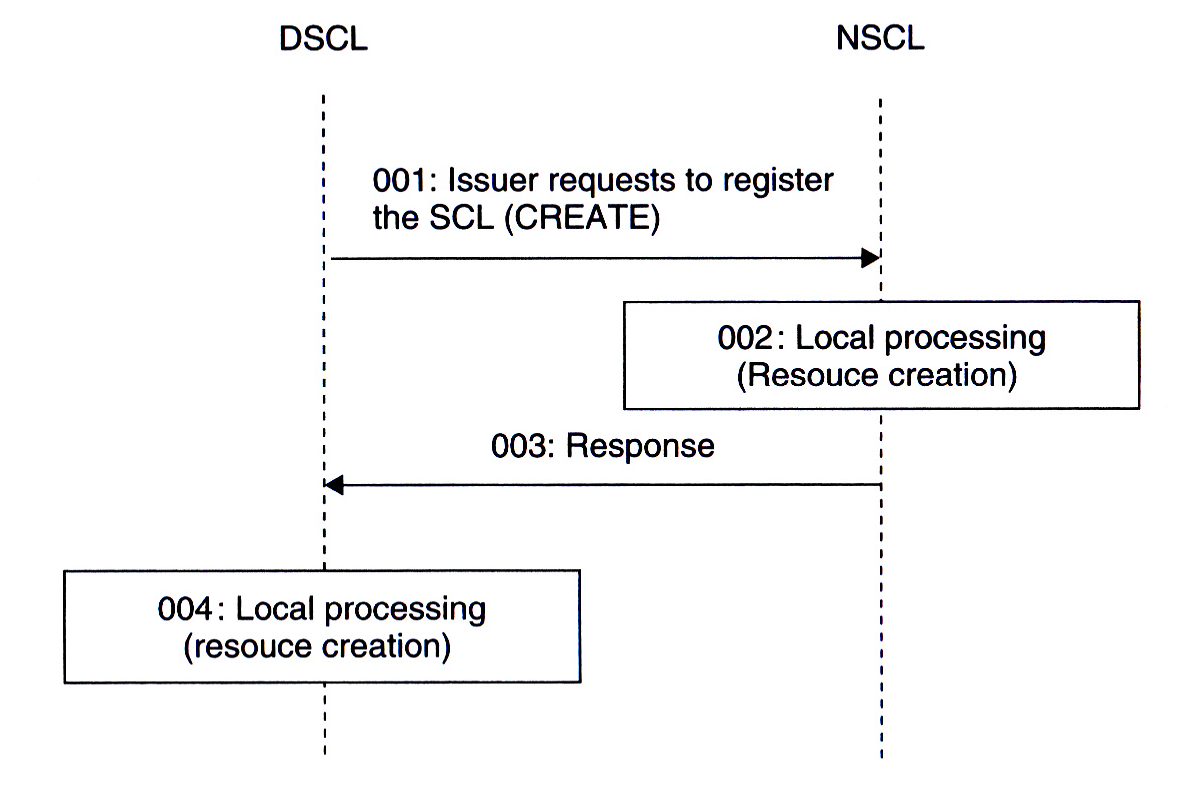 DSCL
NSCL
001: Issuer requests to register
the SCL (CREATE)
002: Local processing
(Resouce creation)
003: Response
004: Local processing
(resouce creation)